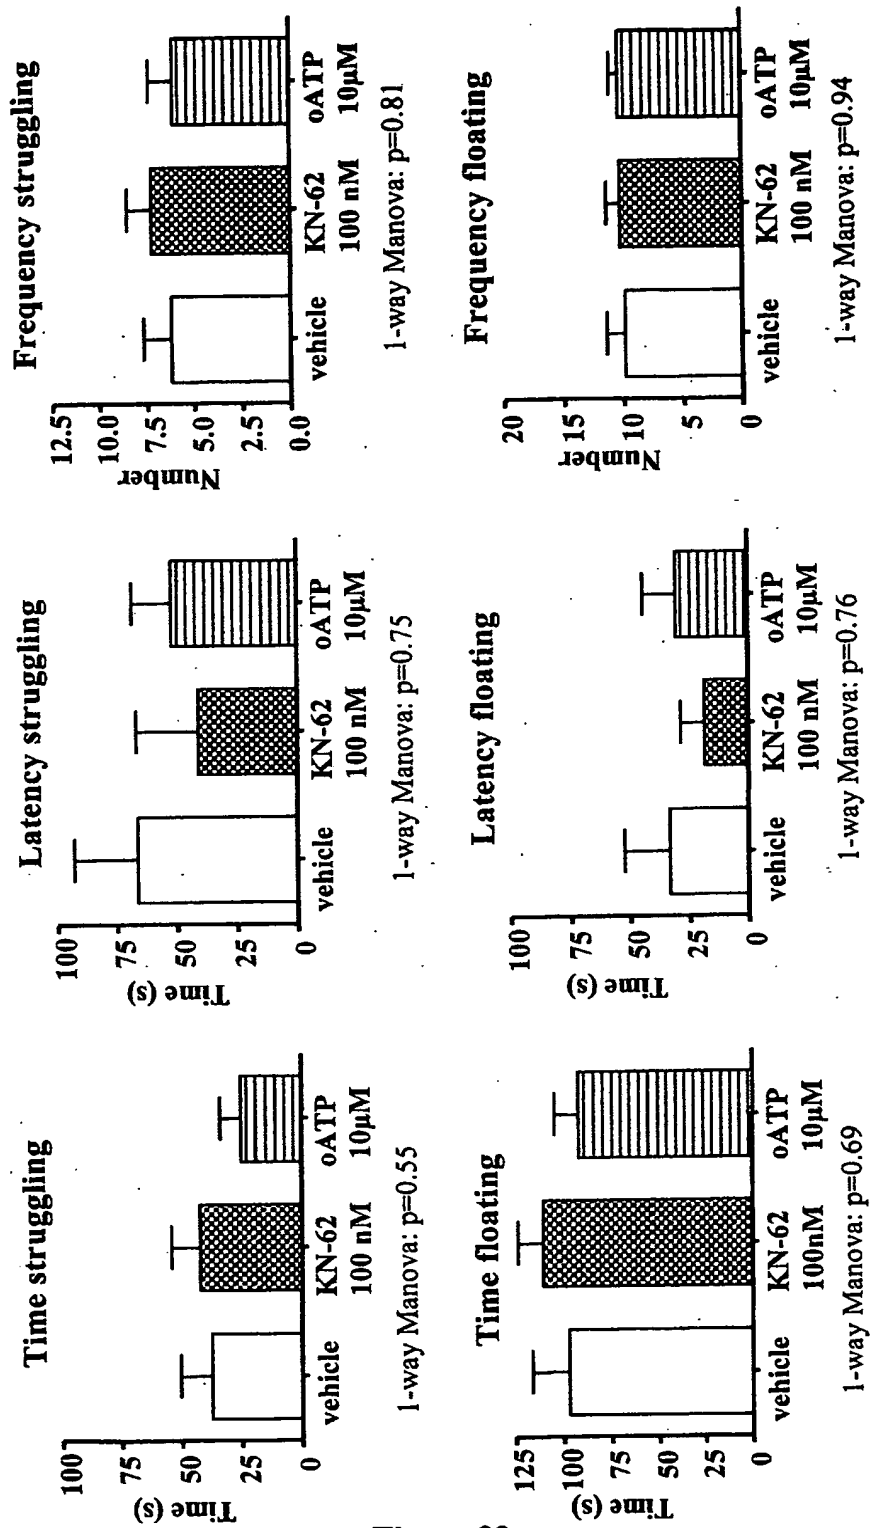 Time struggling
100
75
50
25
0
Time (s)
vehicle
KN-62
100 nM
oATP
10µM
1-way Manova: p=0.55
Latency struggling
100
75
50
25
0
Time (s)
vehicle
KN-62
100 nM
oATP
10µM
1-way Manova: p=0.75
Frequency struggling
12.5
10.0
7.5
5.0
2.5
0.0
Number
vehicle
KN-62
100 nM
oATP
10µM
1-way Manova: p=0.81
Time floating
125
100
75
50
25
0
Time (s)
vehicle
KN-62
100nM
oATP
10µM
1-way Manova: p=0.69
Latency floating
100
75
50
25
0
Time (s)
vehicle
KN-62
100 nM
oATP
10µM
1-way Manova: p=0.76
Frequency floating
20
15
10
5
0
Number
vehicle
KN-62
100 nM
oATP
10µM
1-way Manova: p=0.94